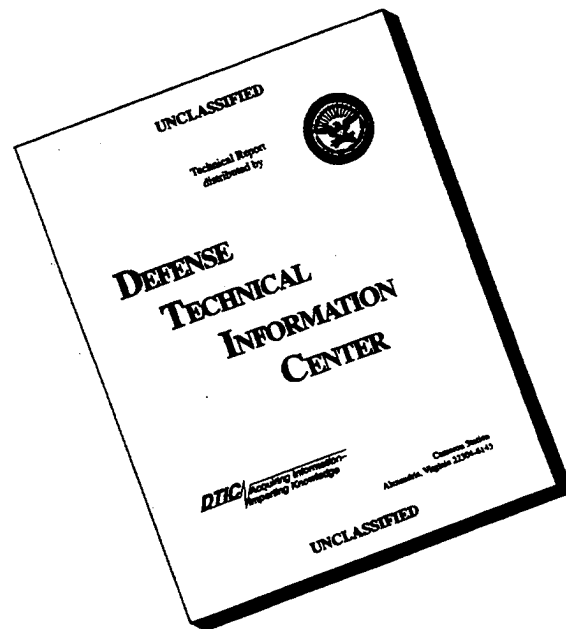 UNCLASSIFIED
Technical Report
distributed by
DEFENSE
TECHNICAL
INFORMATION
CENTER
DTIC
Acquiring Information-
Imparting Knowledge
Cameron Station
Alexandria, Virginia 22304-6145
UNCLASSIFIED